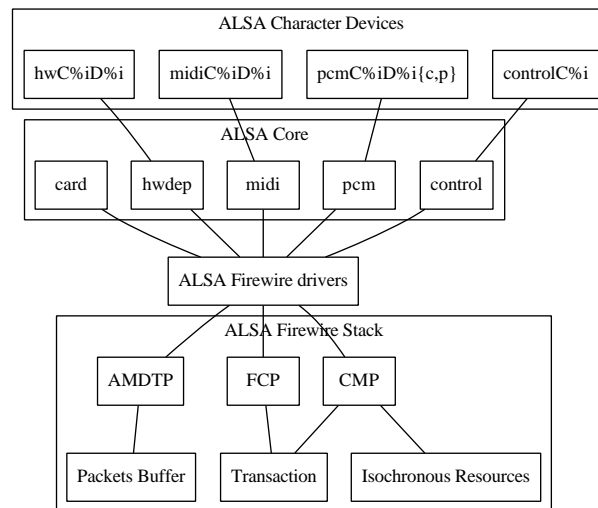 ALSA Character Devices
hwC%iD%i
midiC%iD%i
pcmC%iD%i{c,p}
controlC%i
ALSA Core
card
hwdep
midi
pcm
control
ALSA Firewire drivers
ALSA Firewire Stack
AMDTP
FCP
CMP
Packets Buffer
Transaction
Isochronous Resources